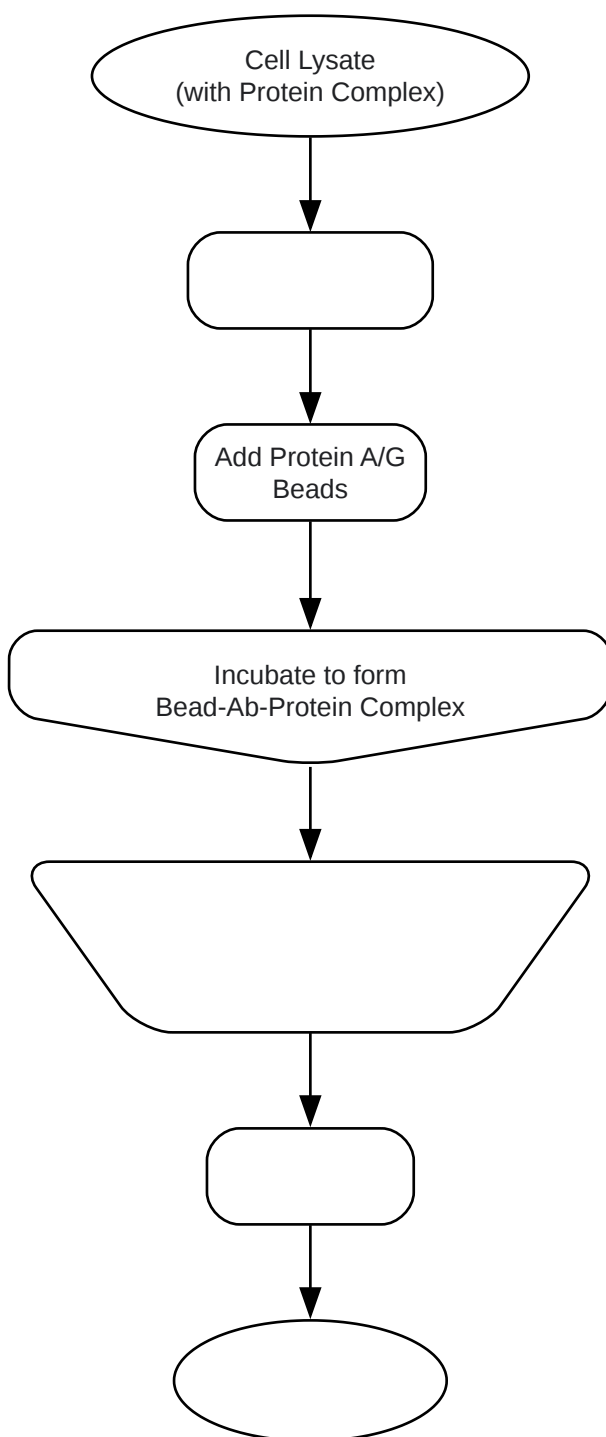 Cell Lysate
(with Protein Complex)
Add Protein A/G
Beads
Incubate to form
Bead-Ab-Protein Complex